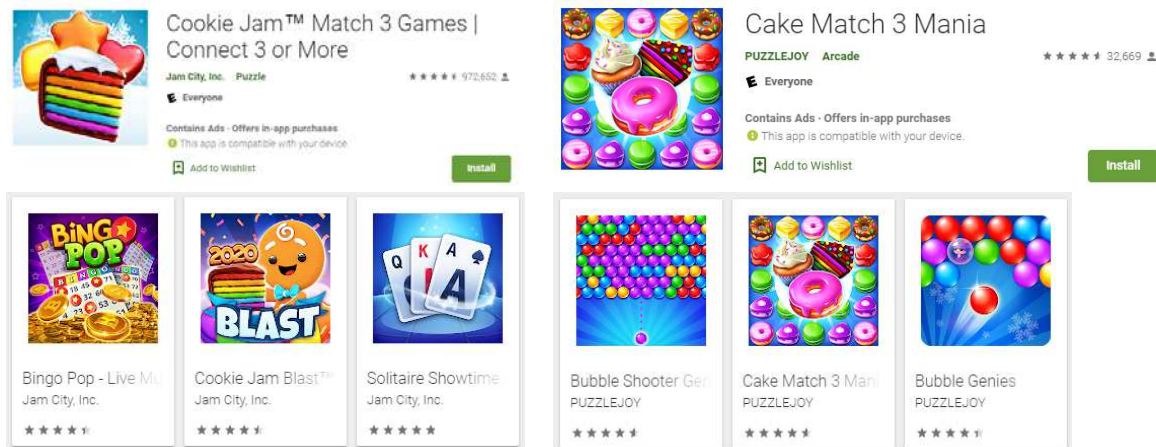 Cookie Jam™ Match 3 Games |
Connect 3 or More
Jam City, Inc. Puzzle
972,652
E Everyone
Contains Ads · Offers in-app purchases
This app is compatible with your device.
Add to Wishlist
Install
BINGO
POP
BINGO
Bingo Pop - Live Mu
Jam City, Inc.
2020
BLAST
Cookie Jam Blast™
Jam City, Inc.
Q K A
A
Solitaire Showtime
Jam City, Inc.
Cake Match 3 Mania
PUZZLEJOY Arcade
32,669
E Everyone
Contains Ads · Offers in-app purchases
This app is compatible with your device.
Add to Wishlist
Install
Bubble Shooter Gen
PUZZLEJOY
Cake Match 3 Mani
PUZZLEJOY
Bubble Genies
PUZZLEJOY